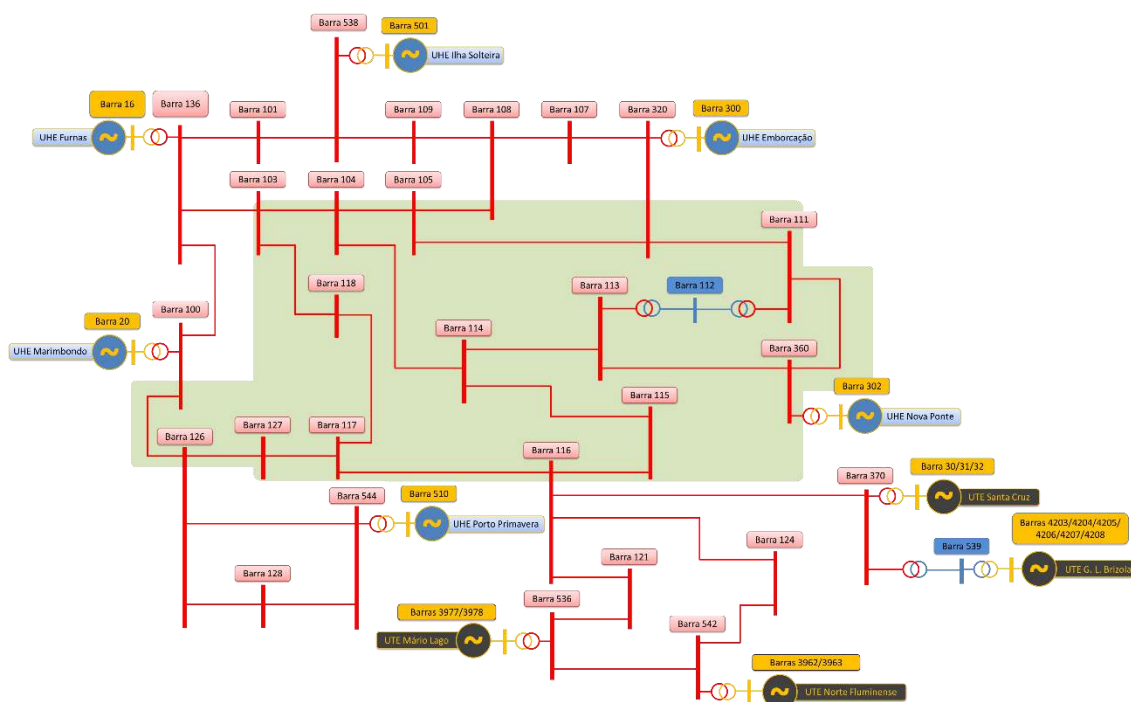 Barra 538
Barra 501
UHE Ilha Solteira
Barra 16
Barra 136
Barra 101
Barra 109
Barra 108
Barra 107
Barra 320
Barra 300
UHE Furnas
UHE Emborcação
Barra 103
Barra 104
Barra 105
Barra 111
Barra 118
Barra 113
Barra 112
Barra 100
Barra 20
Barra 114
UHE Marimbondo
Barra 360
Barra 115
Barra 302
UHE Nova Ponte
Barra 126
Barra 127
Barra 117
Barra 116
Barra 370
Barra 30/31/32
UTE Santa Cruz
Barra 544
Barra 510
UHE Porto Primavera
Barras 4203/4204/4205/
4206/4207/4208
Barra 124
Barra 539
Barra 121
UTE G. L. Brizola
Barra 128
Barra 536
Barras 3977/3978
Barra 542
UTE Mário Lago
Barras 3962/3963
UTE Norte Fluminense